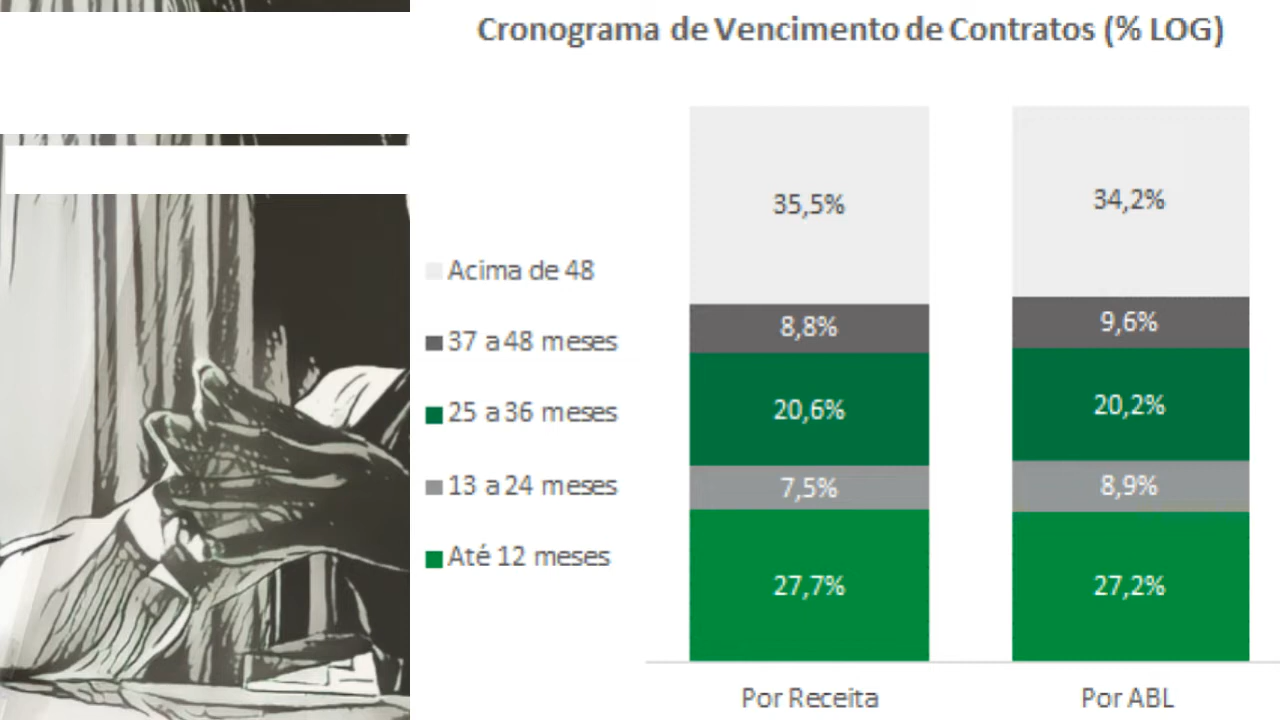 Cronograma de Vencimento de Contratos (% LOG)
35,5%
34,2%
Acima de 48
8,8%
9,6%
37 a 48 meses
20,6%
20,2%
25 a 36 meses
7,5%
8,9%
13 a 24 meses
Até 12 meses
27,7%
27,2%
Por Receita
Por ABL